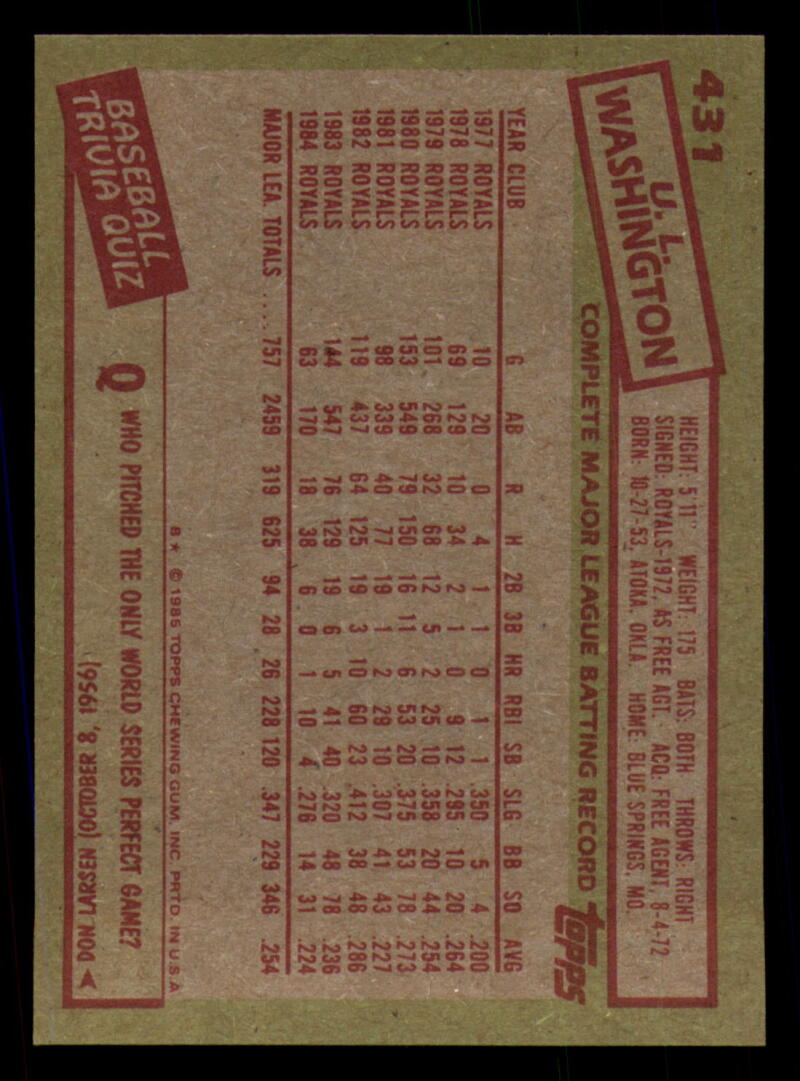 431
U. L.
WASHINGTON
HEIGHT: 5'11" WEIGHT: 175 BATS: BOTH THROWS: RIGHT
SIGNED: ROYALS-1972, AS FREE AGT. ACQ: FREE AGENT, 8-4-72
BORN: 10-27-53, ATOKA, OKLA. HOME: BLUE SPRINGS, MO.
COMPLETE MAJOR LEAGUE BATTING RECORD topps
YEAR CLUB G AB R H 2B 3B HR RBI SB SLG BB SO AVG
1977 ROYALS 10 20 0 4 1 1 0 1 1 .350 5 4 .200
1978 ROYALS 69 129 10 34 2 1 0 9 12 .295 10 20 .264
1979 ROYALS 101 268 32 68 12 5 2 25 10 .358 20 44 .254
1980 ROYALS 153 549 79 150 16 11 6 53 20 .375 53 78 .273
1981 ROYALS 98 339 40 77 19 1 2 29 10 .307 41 43 .227
1982 ROYALS 119 437 64 125 19 3 10 60 23 .412 38 48 .286
1983 ROYALS 144 547 76 129 19 6 5 41 40 .320 48 78 .236
1984 ROYALS 63 170 18 38 6 0 1 10 4 .276 14 31 .224
MAJOR LEA. TOTALS .... 757 2459 319 625 94 28 26 228 120 .347 229 346 .254
B★ © 1985 TOPPS CHEWING GUM, INC. PRTD. IN U.S.A.
BASEBALL
TRIVIA QUIZ
Q WHO PITCHED THE ONLY WORLD SERIES PERFECT GAME?
DON LARSEN (OCTOBER 8, 1956)